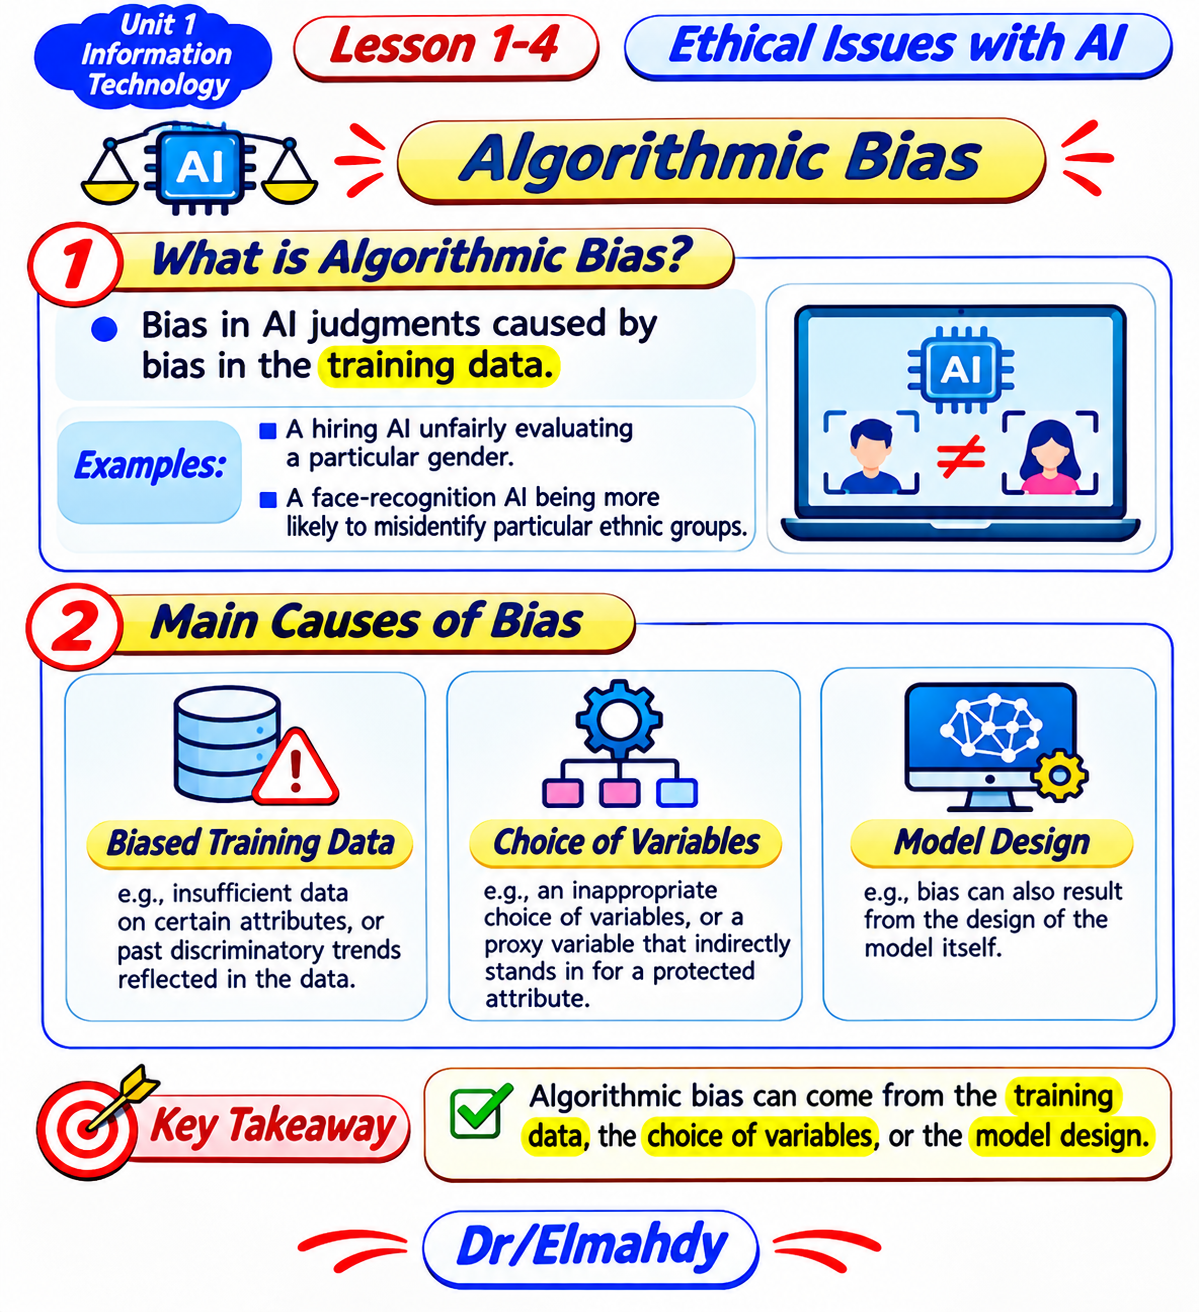 Unit 1
Information
Technology
Lesson 1-4
Ethical Issues with AI
AI
Algorithmic Bias
1
What is Algorithmic Bias?
Bias in AI judgments caused by
bias in the training data.
Examples:
A hiring AI unfairly evaluating
a particular gender.
A face-recognition AI being more
likely to misidentify particular ethnic groups.
AI
≠
2
Main Causes of Bias
!
Biased Training Data
e.g., insufficient data
on certain attributes, or
past discriminatory trends
reflected in the data.
Choice of Variables
e.g., an inappropriate
choice of variables, or a
proxy variable that indirectly
stands in for a protected
attribute.
Model Design
e.g., bias can also result
from the design of the
model itself.
Key Takeaway
Algorithmic bias can come from the training
data, the choice of variables, or the model design.
Dr/Elmahdy